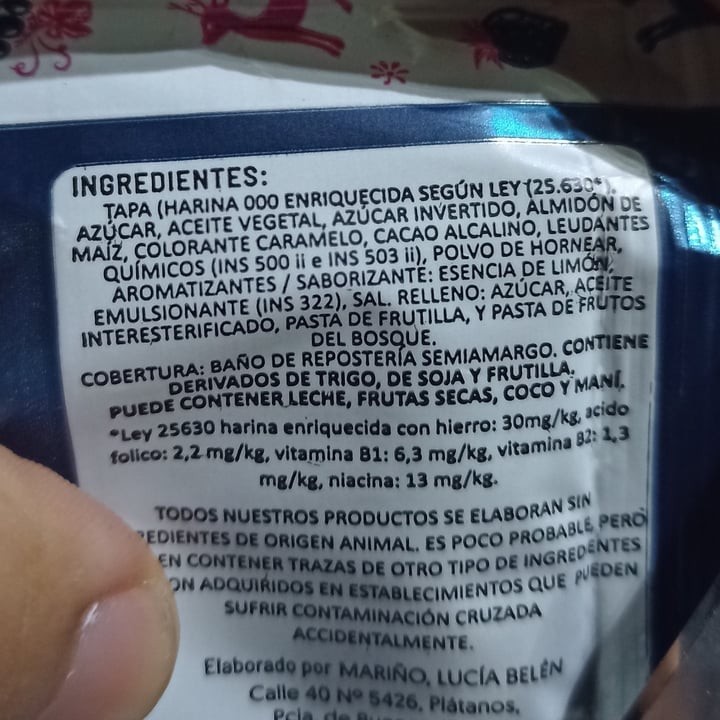 INGREDIENTES:
TAPA (HARINA 000 ENRIQUECIDA SEGÚN LEY (25.630*),
AZÚCAR, ACEITE VEGETAL, AZÚCAR INVERTIDO, ALMIDÓN DE
MAÍZ, COLORANTE CARAMELO, CACAO ALCALINO, LEUDANTES
QUÍMICOS (INS 500 ii e INS 503 ii), POLVO DE HORNEAR,
AROMATIZANTES / SABORIZANTE: ESENCIA DE LIMÓN,
EMULSIONANTE (INS 322), SAL. RELLENO: AZÚCAR, ACEITE
INTERESTERIFICADO, PASTA DE FRUTILLA, Y PASTA DE FRUTOS
DEL BOSQUE.
COBERTURA: BAÑO DE REPOSTERÍA SEMIAMARGO. CONTIENE
DERIVADOS DE TRIGO, DE SOJA Y FRUTILLA.
PUEDE CONTENER LECHE, FRUTAS SECAS, COCO Y MANÍ.
*Ley 25630 harina enriquecida con hierro: 30mg/kg, acido
folico: 2,2 mg/kg, vitamina B1: 6,3 mg/kg, vitamina B2: 1,3
mg/kg, niacina: 13 mg/kg.
TODOS NUESTROS PRODUCTOS SE ELABORAN SIN
EDIENTES DE ORIGEN ANIMAL. ES POCO PROBABLE, PERO
EN CONTENER TRAZAS DE OTRO TIPO DE INGREDIENTES
ON ADQUIRIDOS EN ESTABLECIMIENTOS QUE PUEDEN
SUFRIR CONTAMINACIÓN CRUZADA
ACCIDENTALMENTE.
Elaborado por MARIÑO, LUCÍA BELÉN
Calle 40 Nº 5426, Plátanos,
Pcia. de